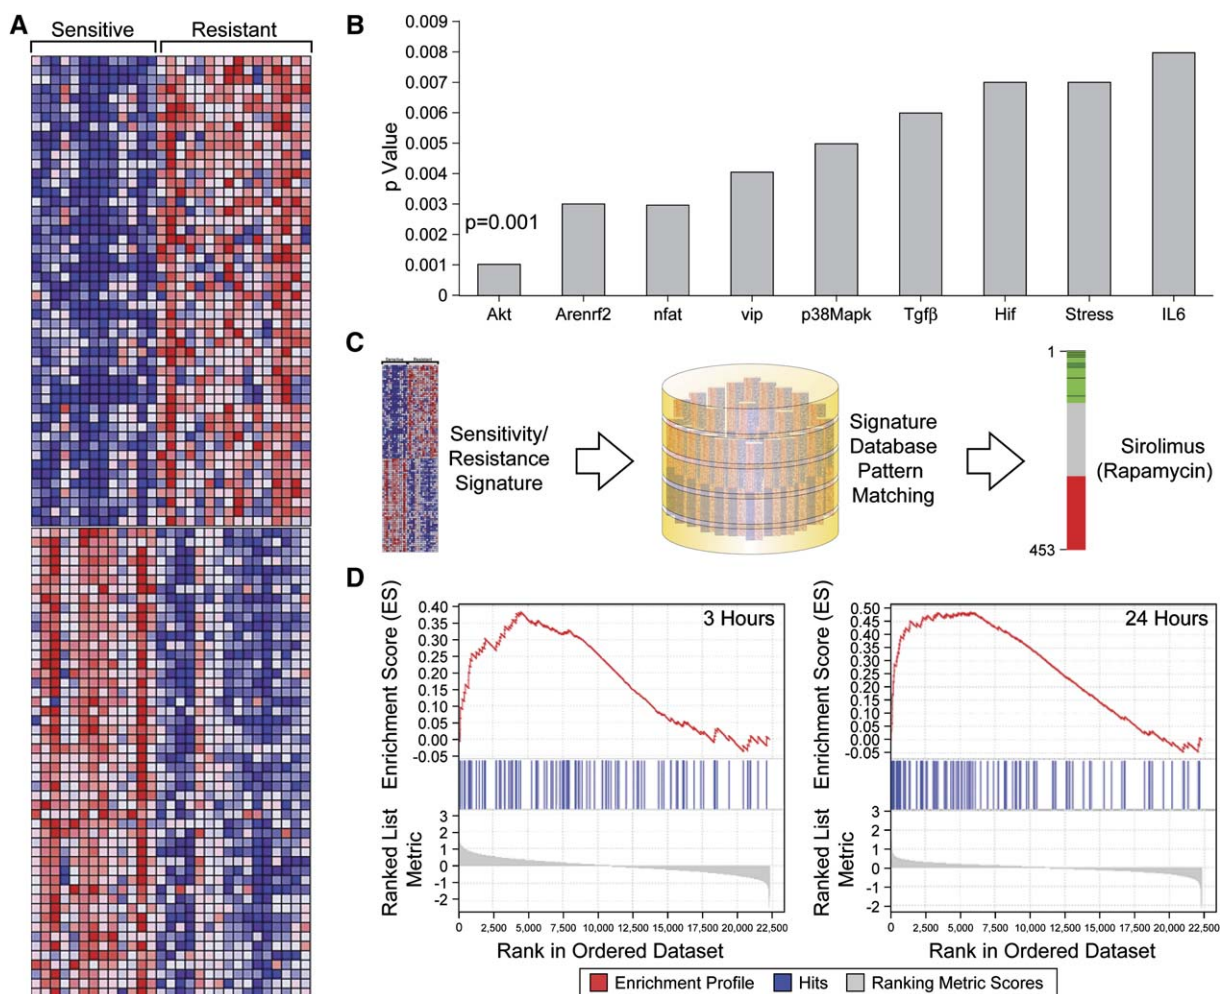 A
Sensitive
Resistant
B
p Value
0.009
0.008
0.007
0.006
0.005
0.004
0.003
0.002
0.001
0
p=0.001
Akt
Arenrf2
nfat
vip
p38Mapk
Tgfβ
Hif
Stress
IL6
C
Sensitive
Resistant
Sensitivity/
Resistance
Signature
Signature
Database
Pattern
Matching
1
453
Sirolimus
(Rapamycin)
D
Enrichment Score (ES)
0.40
0.35
0.30
0.25
0.20
0.15
0.10
0.05
0.00
-0.05
3 Hours
Ranked List
Metric
3
2
1
0
-1
-2
0
2,500
5,000
7,500
10,000
12,500
15,000
17,500
20,000
22,500
Rank in Ordered Dataset
Enrichment Score (ES)
0.50
0.45
0.40
0.35
0.30
0.25
0.20
0.15
0.10
0.05
0.00
-0.05
24 Hours
Ranked List
Metric
3
2
1
0
-1
-2
0
2,500
5,000
7,500
10,000
12,500
15,000
17,500
20,000
22,500
Rank in Ordered Dataset
Enrichment Profile
Hits
Ranking Metric Scores